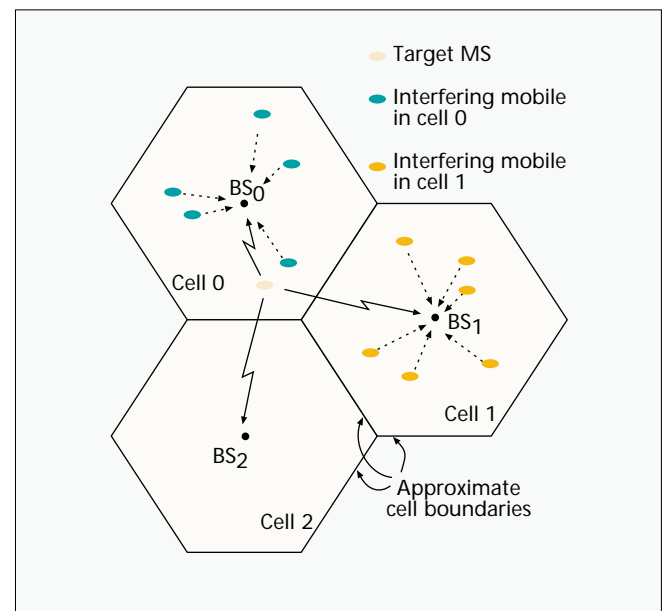 Target MS
Interfering mobile
in cell 0
Interfering mobile
in cell 1
BS0
Cell 0
BS1
Cell 1
BS2
Cell 2
Approximate
cell boundaries